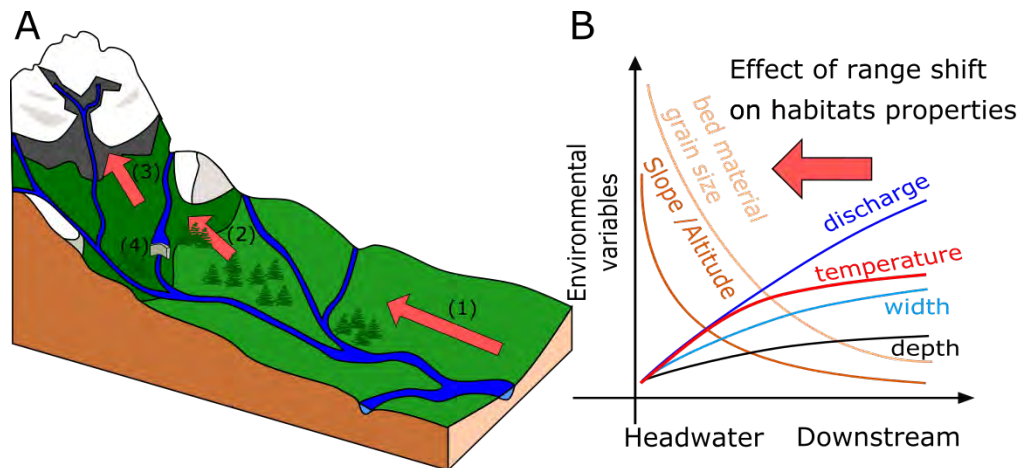 A
(3)
(2)
(4)
(1)
B
Effect of range shift
on habitats properties
Environmental
variables
bed material
grain size
Slope /Altitude
discharge
temperature
width
depth
Headwater
Downstream